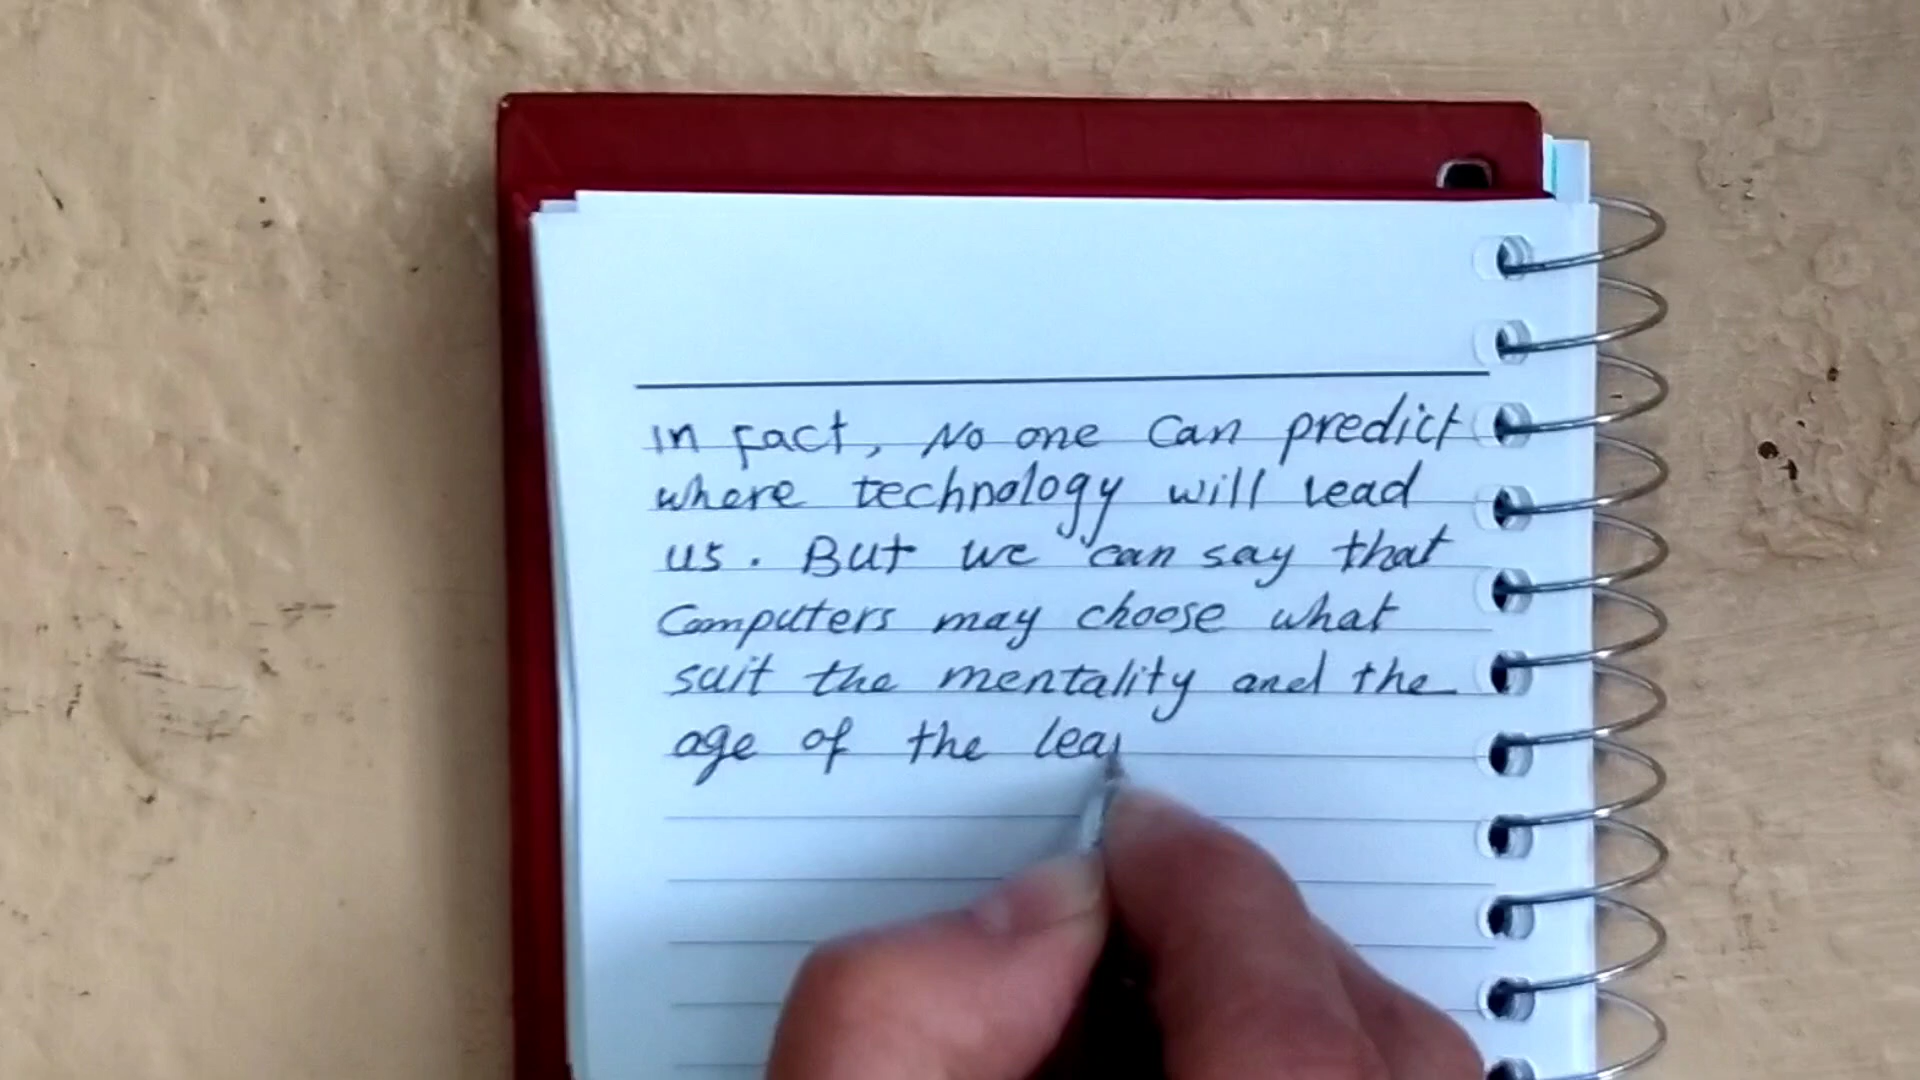 In fact, No one can predict
where technology will lead
us. But we can say that
Computers may choose what
suit the mentality and the
age of the lea